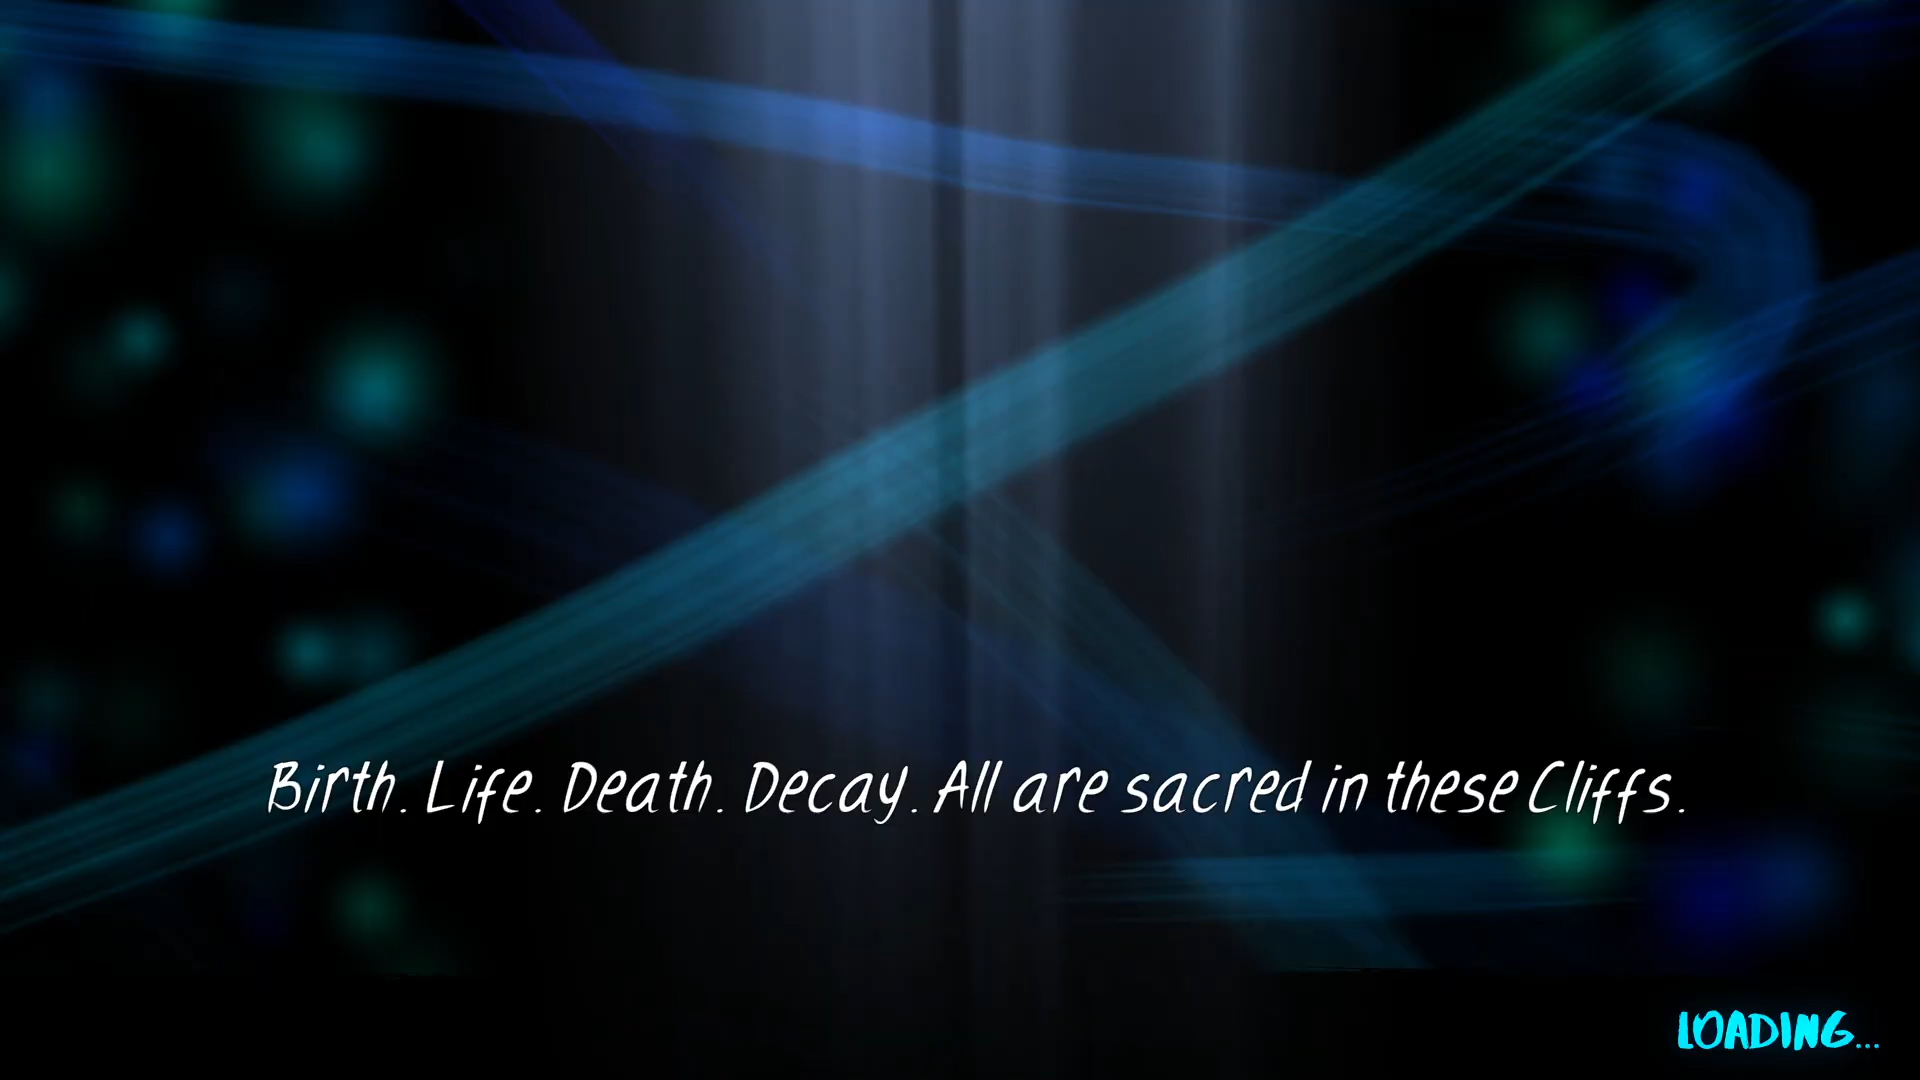 Birth. Life. Death. Decay. All are sacred in these Cliffs.
LOADING...